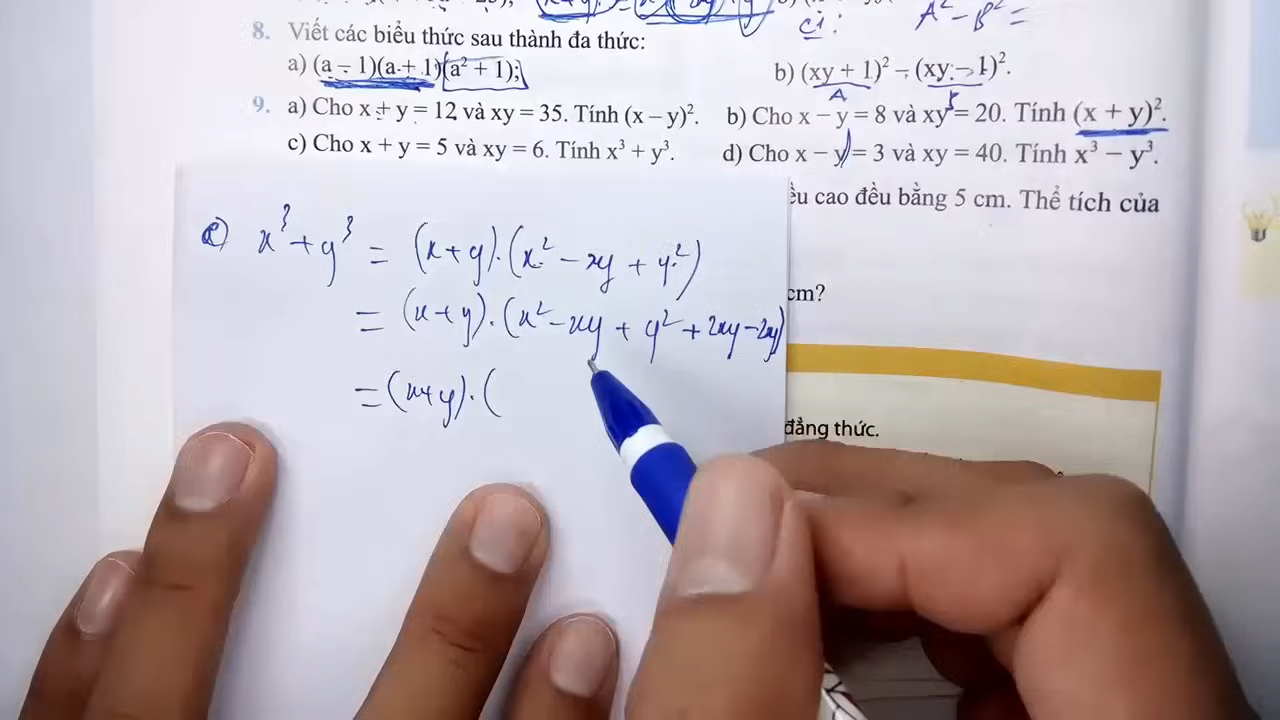 A² − B² =
8. Viết các biểu thức sau thành đa thức:
a) (a − 1)(a + 1)(a² + 1);
b) (xy + 1)² − (xy − 1)².
A
9. a) Cho x + y = 12 và xy = 35. Tính (x − y)².
b) Cho x − y = 8 và xy = 20. Tính (x + y)².
c) Cho x + y = 5 và xy = 6. Tính x³ + y³.
d) Cho x − y = 3 và xy = 40. Tính x³ − y³.
ều cao đều bằng 5 cm. Thể tích của
c) x³ + y³ = (x + y).(x² − xy + y²)
cm?
= (x + y).(x² − xy + y² + 2xy − 2xy)
= (x + y).(
đẳng thức.